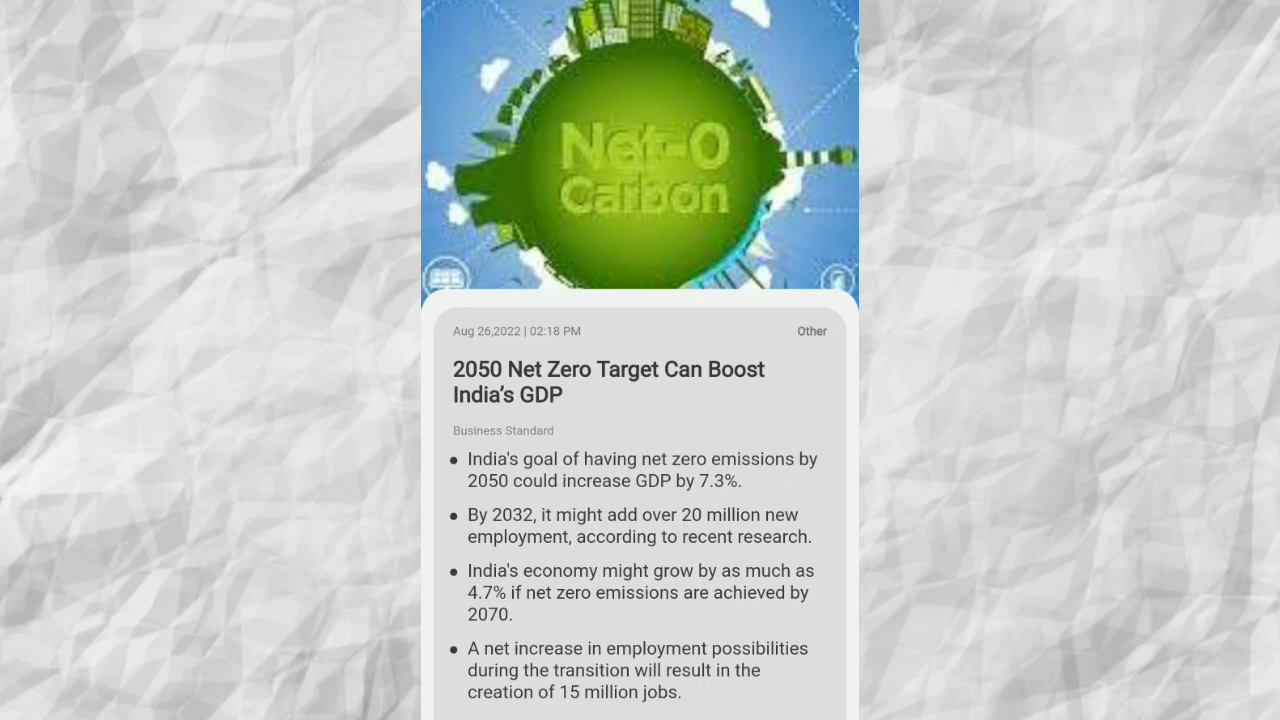 Net-0
Carbon
Aug 26,2022 | 02:18 PM
Other
2050 Net Zero Target Can Boost
India's GDP
Business Standard
• India's goal of having net zero emissions by
2050 could increase GDP by 7.3%.
• By 2032, it might add over 20 million new
employment, according to recent research.
• India's economy might grow by as much as
4.7% if net zero emissions are achieved by
2070.
• A net increase in employment possibilities
during the transition will result in the
creation of 15 million jobs.